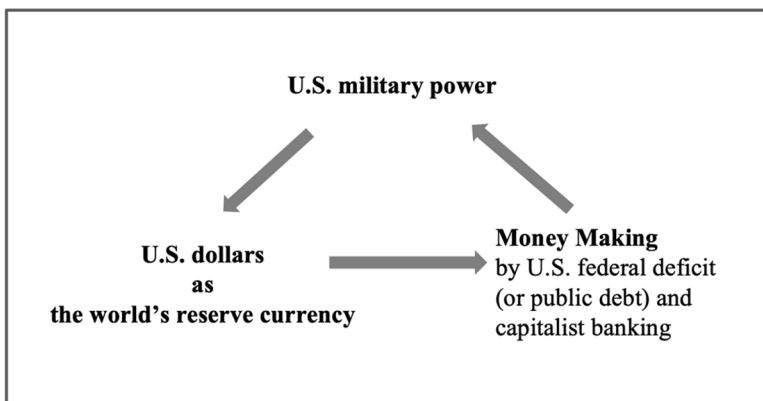 U.S. military power
U.S. dollars
as
the world’s reserve currency
Money Making
by U.S. federal deficit
(or public debt) and
capitalist banking